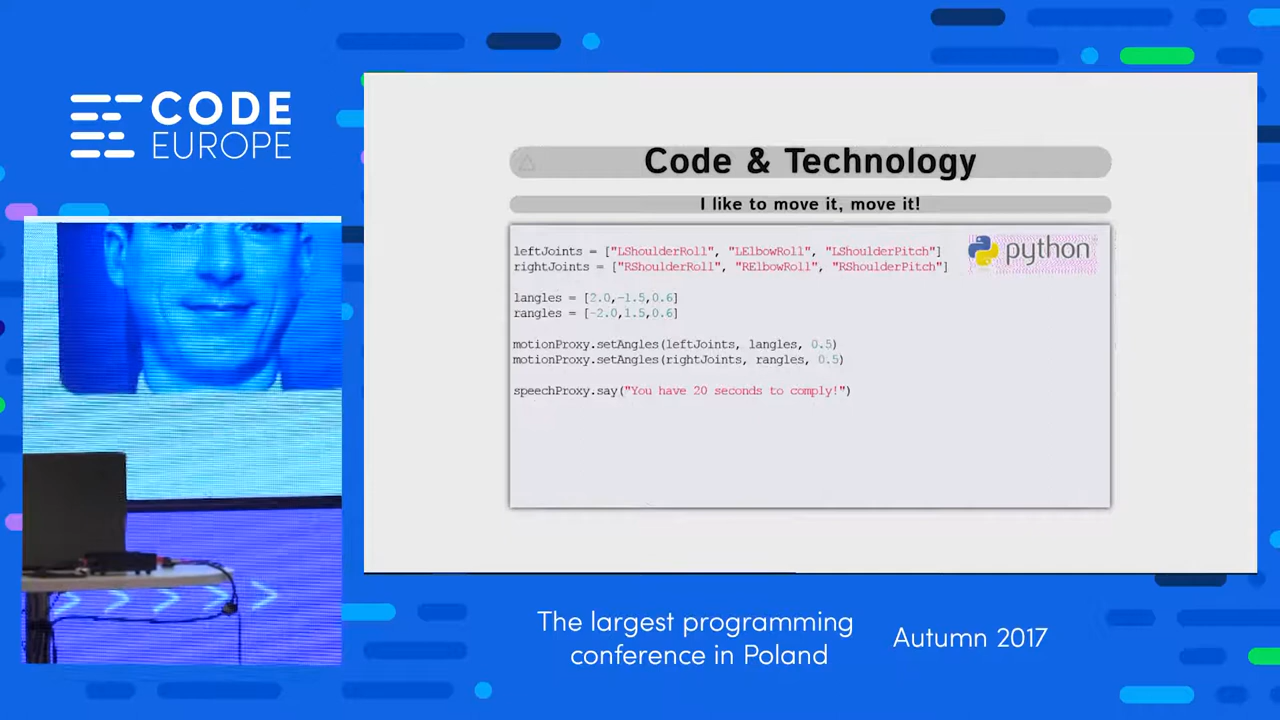 CODE
EUROPE
Code & Technology
I like to move it, move it!
python
leftJoints = ["LShoulderRoll", "LElbowRoll", "LShoulderPitch"]
rightJoints = ["RShoulderRoll", "RElbowRoll", "RShoulderPitch"]
langles = [2.0,-1.5,0.6]
rangles = [-2.0,1.5,0.6]
motionProxy.setAngles(leftJoints, langles, 0.5)
motionProxy.setAngles(rightJoints, rangles, 0.5)
speechProxy.say("You have 20 seconds to comply!")
The largest programming
conference in Poland
Autumn 2017